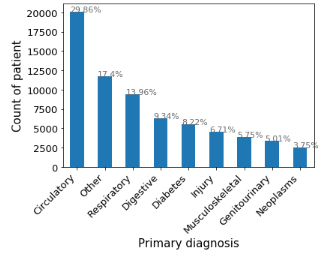 Count of patient
20000
17500
15000
12500
10000
7500
5000
2500
0
29.86%
17.4%
13.96%
9.34%
8.22%
6.71%
5.75%
5.01%
3.75%
Circulatory
Other
Respiratory
Digestive
Diabetes
Injury
Musculoskeletal
Genitourinary
Neoplasms
Primary diagnosis